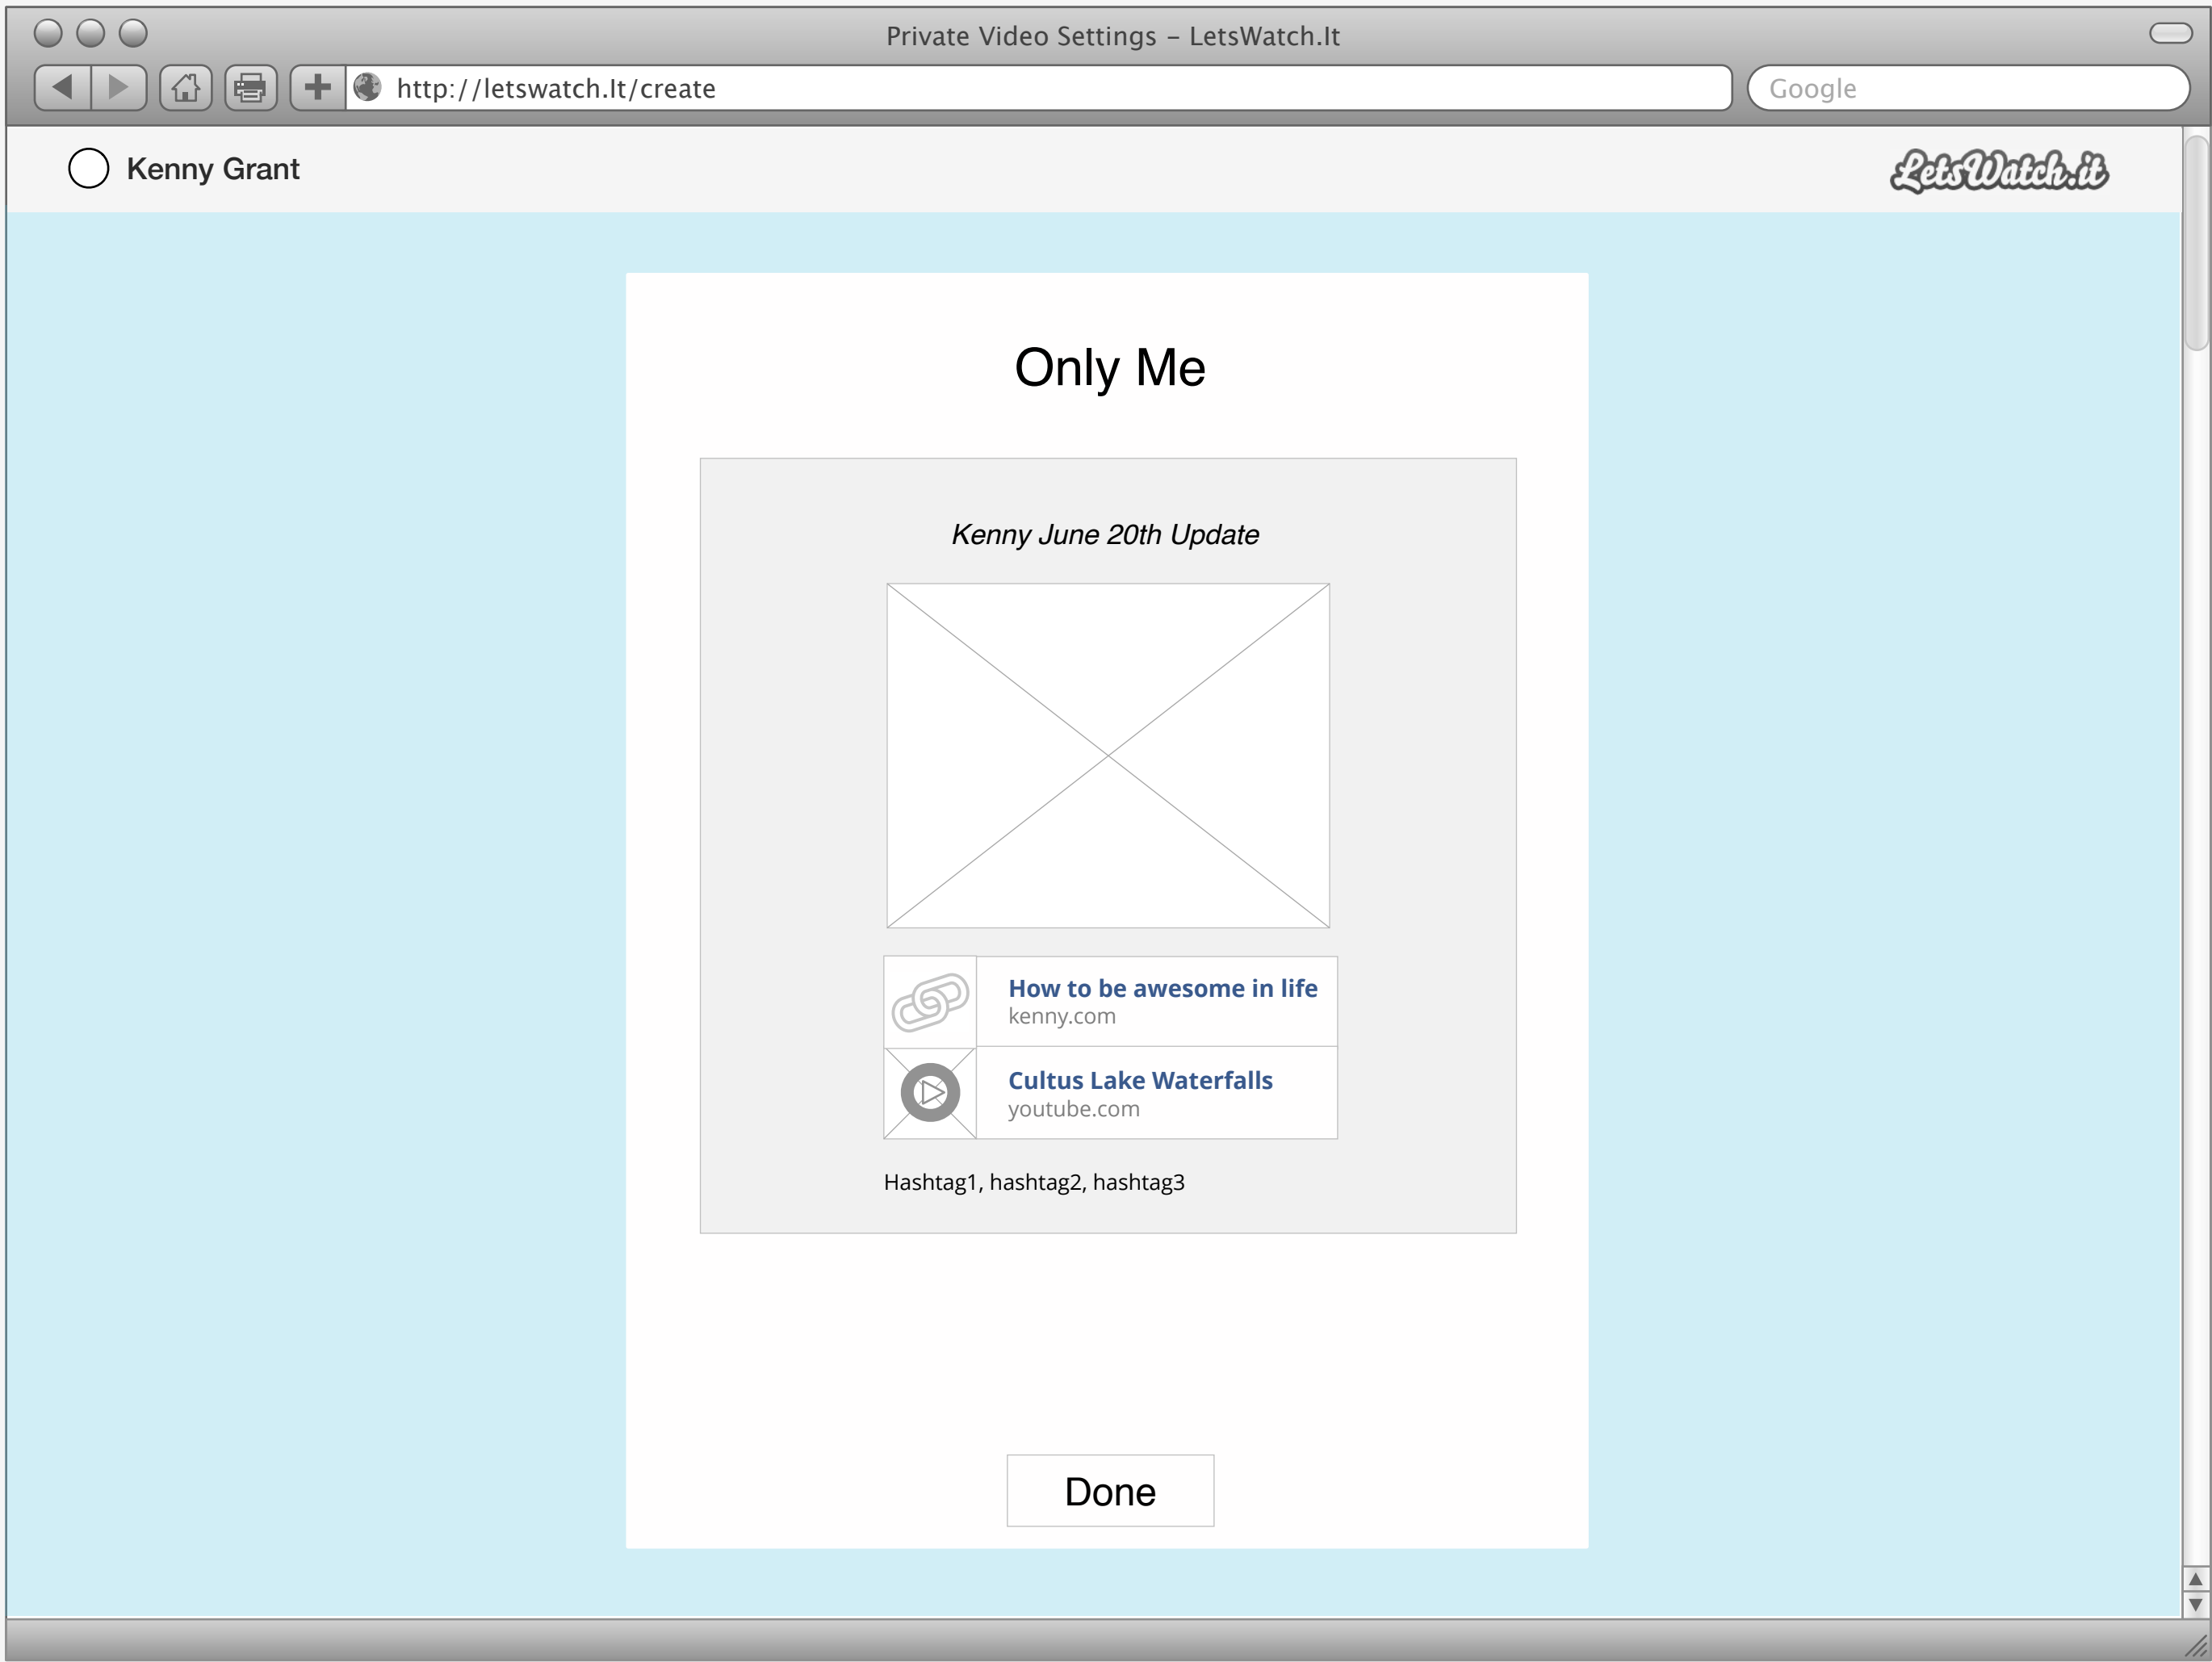 Private Video Settings – LetsWatch.It
http://letswatch.It/create
Google
Kenny Grant
LetsWatch.it
Only Me
Kenny June 20th Update
How to be awesome in life
kenny.com
Cultus Lake Waterfalls
youtube.com
Hashtag1, hashtag2, hashtag3
Done